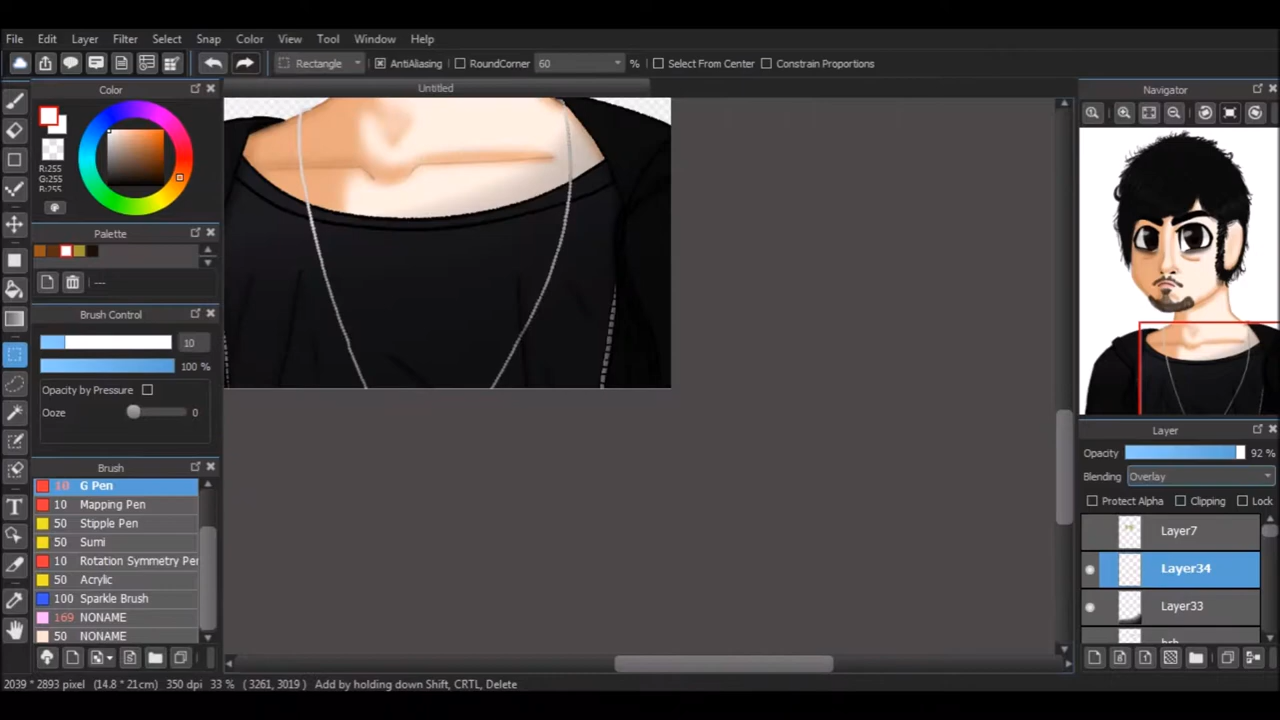 File Edit Layer Filter Select Snap Color View Tool Window Help
Rectangle AntiAliasing RoundCorner 60 % Select From Center Constrain Proportions
Untitled
Color
R:255
G:255
B:255
Palette
---
Brush Control
10
100 %
Opacity by Pressure
Ooze 0
Brush
10 G Pen
10 Mapping Pen
50 Stipple Pen
50 Sumi
10 Rotation Symmetry Pe
50 Acrylic
100 Sparkle Brush
169 NONAME
50 NONAME
Navigator
Layer
Opacity 92 %
Blending Overlay
Protect Alpha Clipping Lock
Layer7
Layer34
Layer33
2039 * 2893 pixel (14.8 * 21cm) 350 dpi 33 % ( 3261, 3019 ) Add by holding down Shift, CRTL, Delete